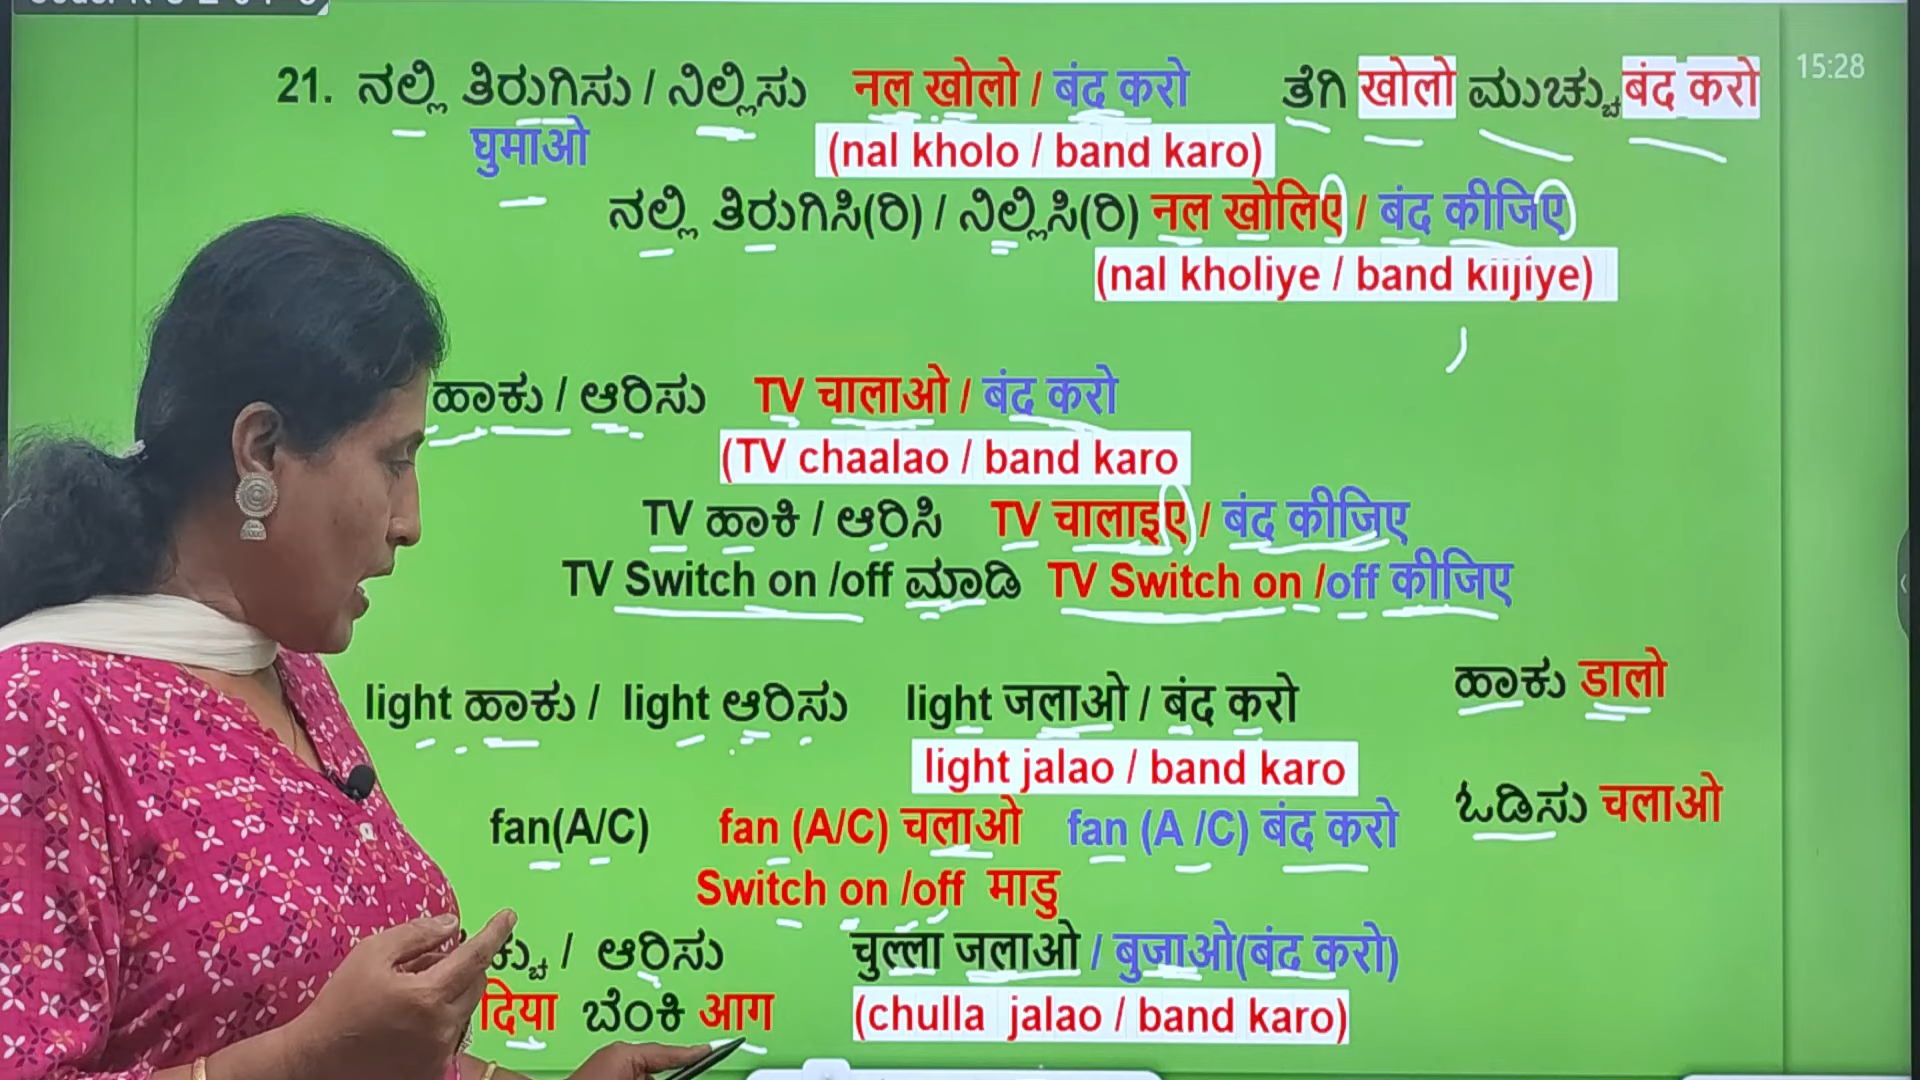 21. ನಲ್ಲಿ ತಿರುಗಿಸು / ನಿಲ್ಲಿಸು नल खोलो / बंद करो ತೆಗಿ खोलो ಮುಚ್ಚು बंद करो 15:28
घुमाओ (nal kholo / band karo)
ನಲ್ಲಿ ತಿರುಗಿಸಿ(ರಿ) / ನಿಲ್ಲಿಸಿ(ರಿ) नल खोलिए / बंद कीजिए
(nal kholiye / band kiijiye)
ಹಾಕು / ಆರಿಸು TV चालाओ / बंद करो
(TV chaalao / band karo
TV ಹಾಕಿ / ಆರಿಸಿ TV चालाइए / बंद कीजिए
TV Switch on /off ಮಾಡಿ TV Switch on /off कीजिए
ಹಾಕು डालो
light ಹಾಕು / light ಆರಿಸು light जलाओ / बंद करो
light jalao / band karo
ಓಡಿಸು चलाओ
fan(A/C) fan (A/C) चलाओ fan (A /C) बंद करो
Switch on /off माडु
/ ಆರಿಸು चुल्ला जलाओ / बुजाओ(बंद करो)
दिया ಬೆಂಕಿ आग (chulla jalao / band karo)